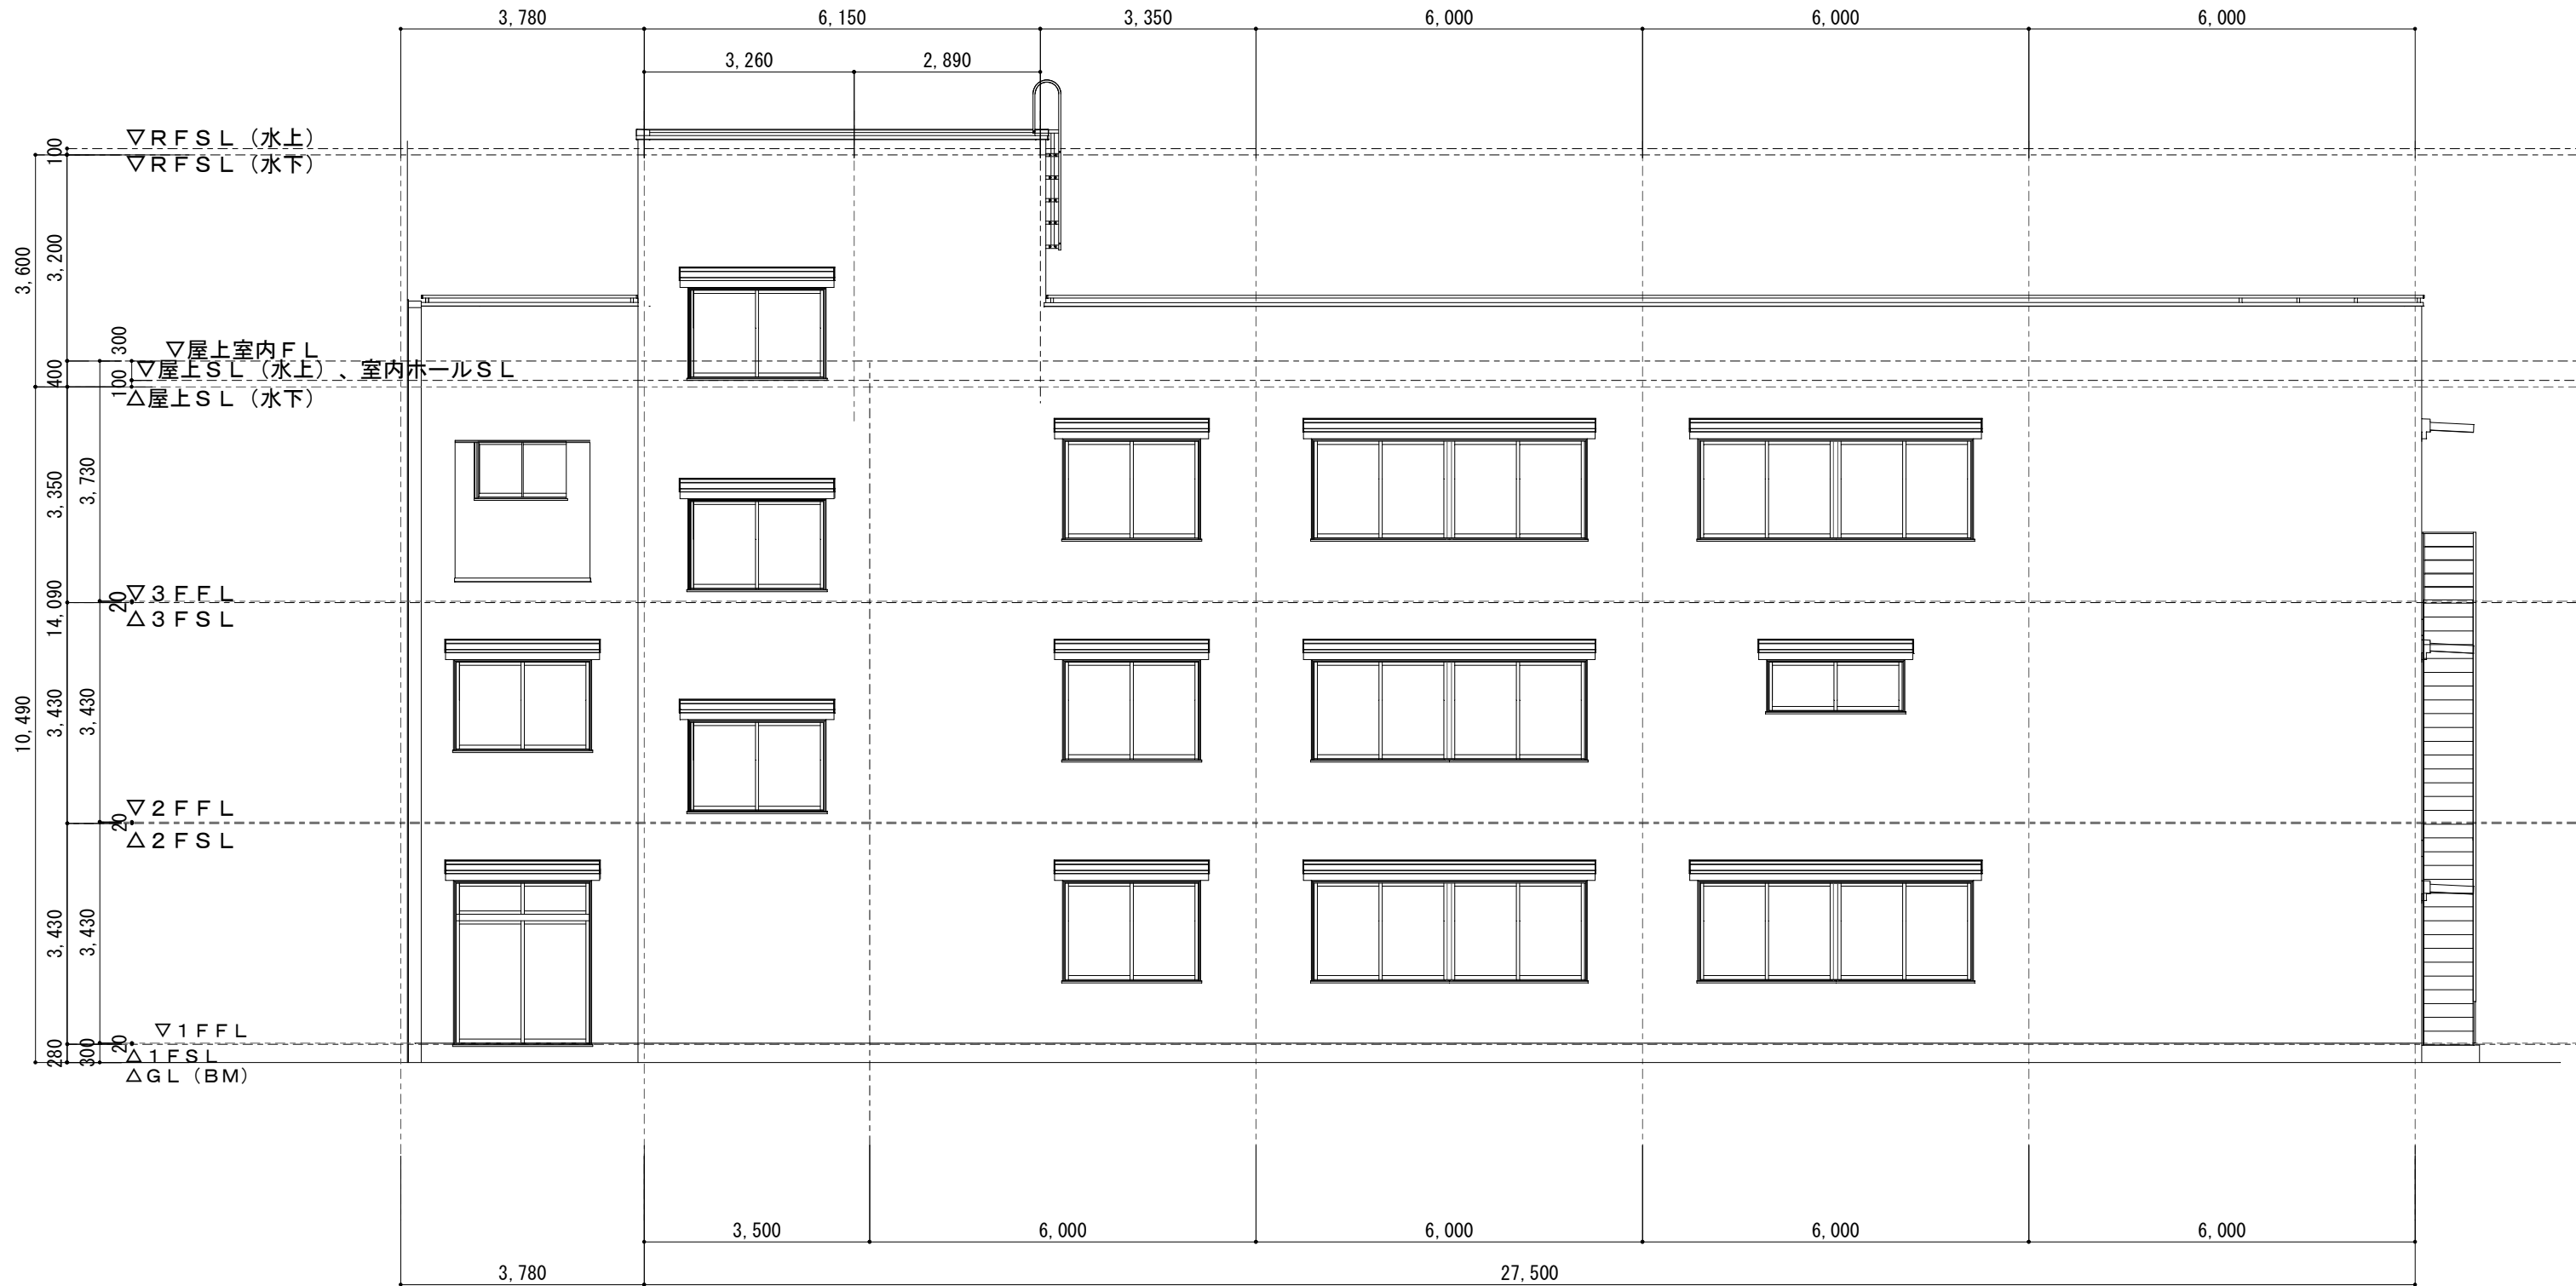 3,780
6,150
3,350
6,000
6,000
6,000
3,260
2,890
▽RFSL（水上）
▽RFSL（水下）
100
3,200
3,600
300
▽屋上室内FL
400
▽屋上SL（水上）、室内ホールSL
100
△屋上SL（水下）
3,350
3,730
14,090
20
▽3FFL
△3FSL
10,490
3,430
3,430
▽2FFL
20
△2FSL
3,430
3,430
▽1FFL
20
280
300
△1FSL
△GL（BM）
3,500
6,000
6,000
6,000
6,000
3,780
27,500